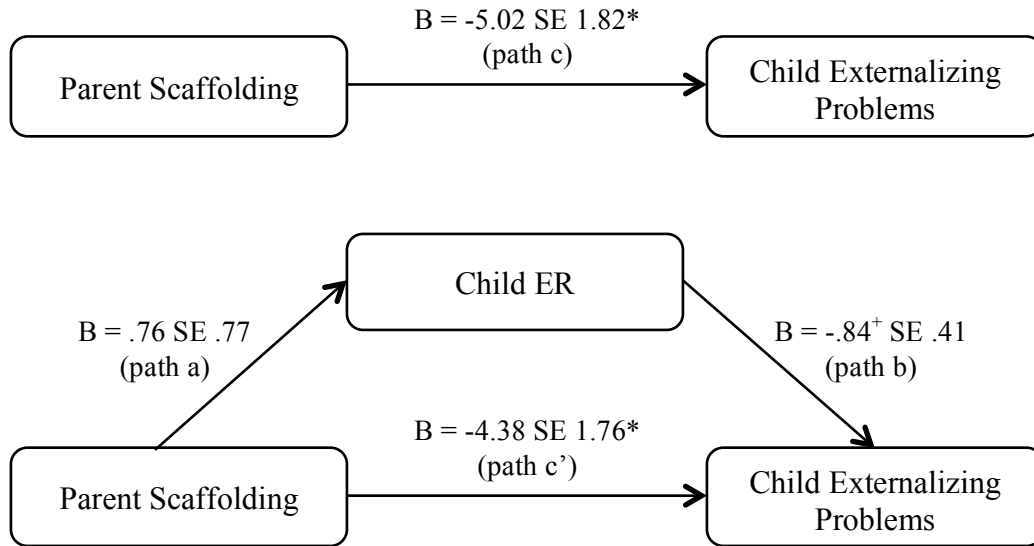 B = -5.02 SE 1.82*
(path c)
Parent Scaffolding
Child Externalizing
Problems
Child ER
B = .76 SE .77
(path a)
B = -.84⁺ SE .41
(path b)
B = -4.38 SE 1.76*
(path c’)
Parent Scaffolding
Child Externalizing
Problems